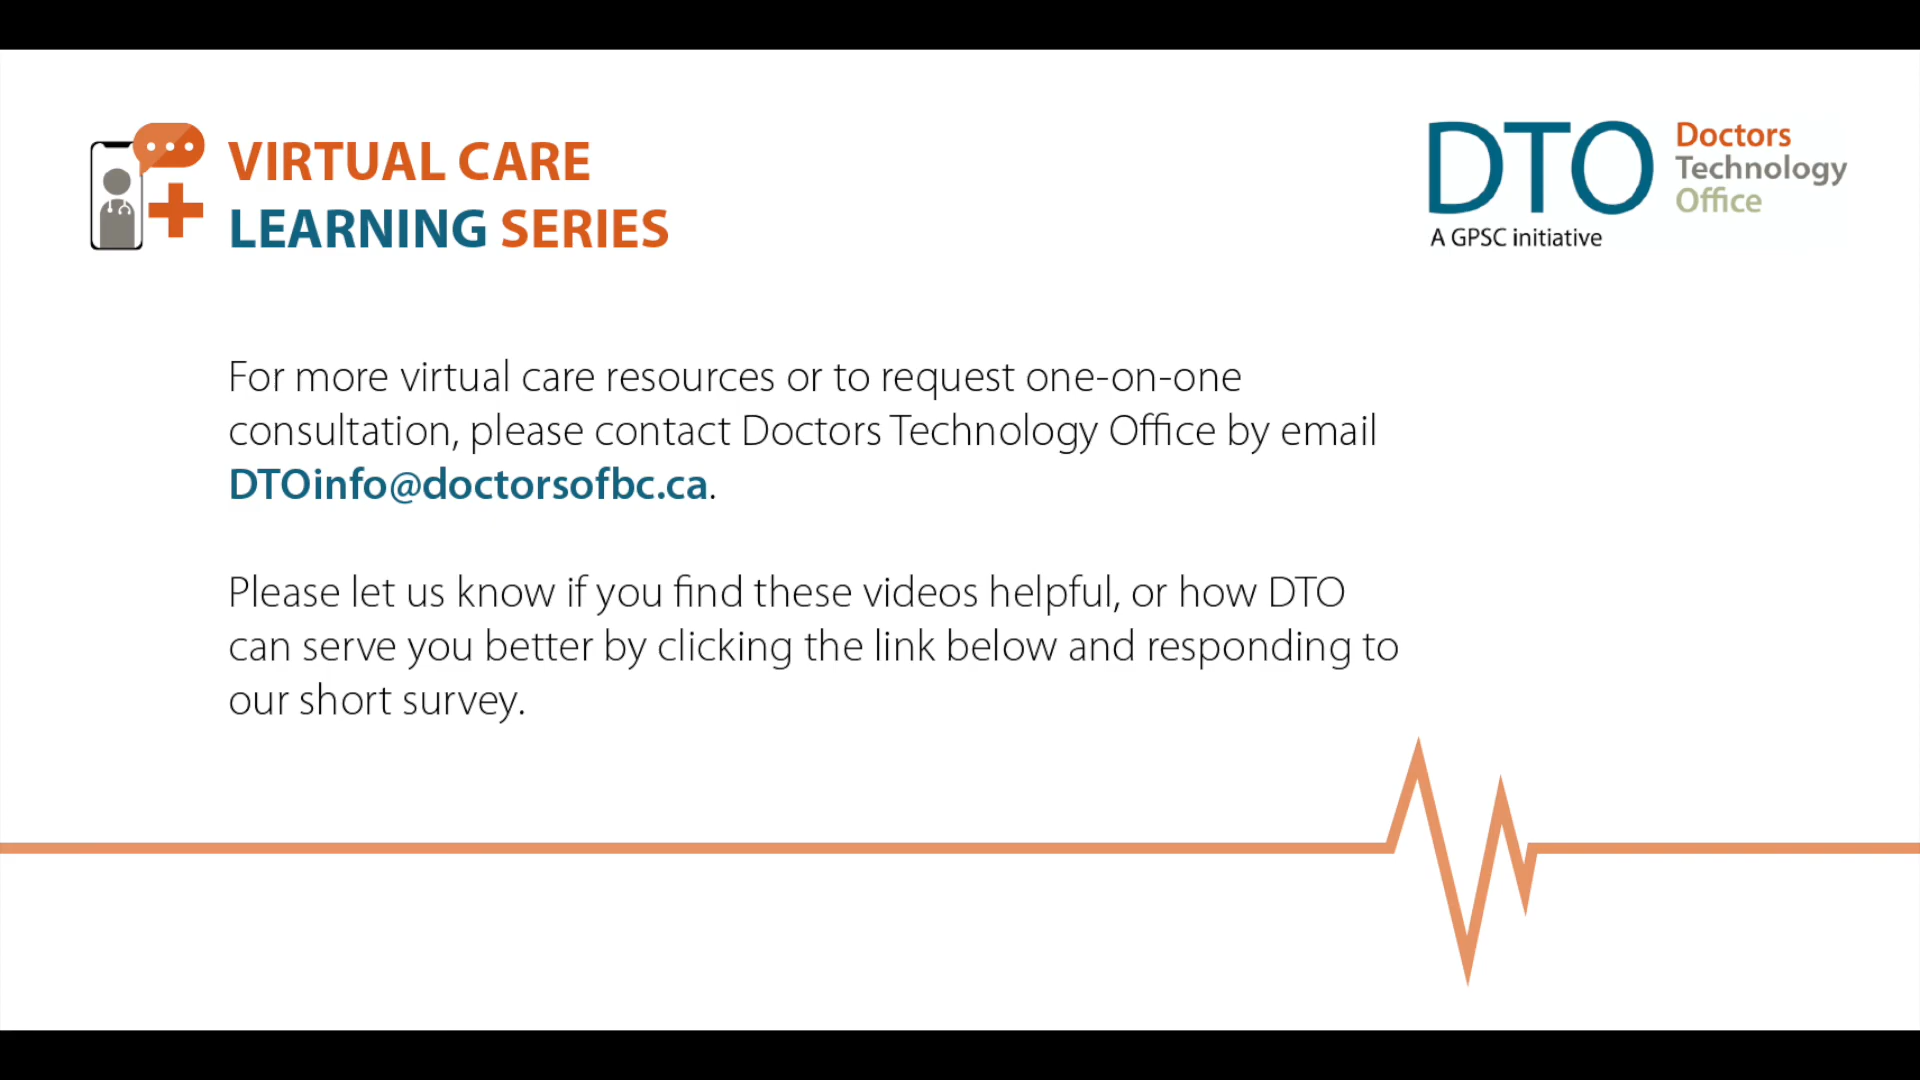 VIRTUAL CARE
LEARNING SERIES
DTO
Doctors
Technology
Office
A GPSC initiative
For more virtual care resources or to request one-on-one
consultation, please contact Doctors Technology Office by email
DTOinfo@doctorsofbc.ca.
Please let us know if you find these videos helpful, or how DTO
can serve you better by clicking the link below and responding to
our short survey.